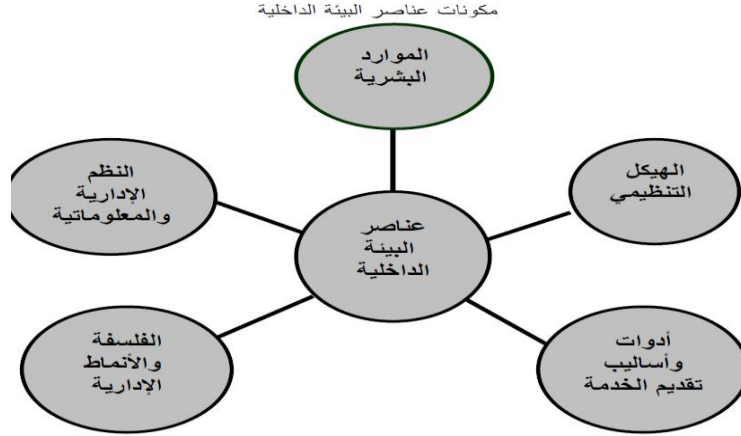 مكونات عناصر البيئة الداخلية
الموارد
البشرية
الهيكل
التنظيمي
النظم
الإدارية
والمعلوماتية
عناصر
البيئة
الداخلية
أدوات
وأساليب
تقديم الخدمة
الفلسفة
والأنماط
الإدارية